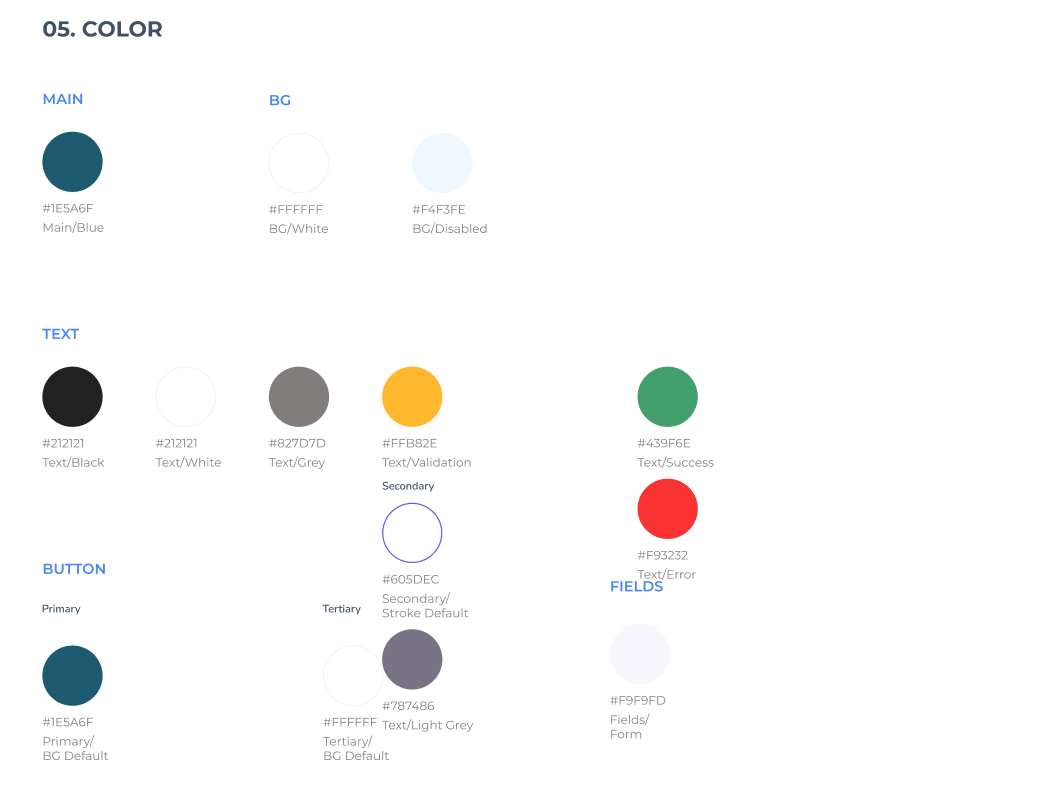 05. COLOR
MAIN
BG
#1E5A6F
Main/Blue
#FFFFFF
BG/White
#F4F3FE
BG/Disabled
TEXT
#212121
Text/Black
#212121
Text/White
#827D7D
Text/Grey
#FFB82E
Text/Validation
#439F6E
Text/Success
Secondary
#605DEC
Secondary/
Stroke Default
#F93232
Text/Error
BUTTON
Primary
#1E5A6F
Primary/
BG Default
Tertiary
#FFFFFF
Tertiary/
BG Default
#787486
Text/Light Grey
FIELDS
#F9F9FD
Fields/
Form